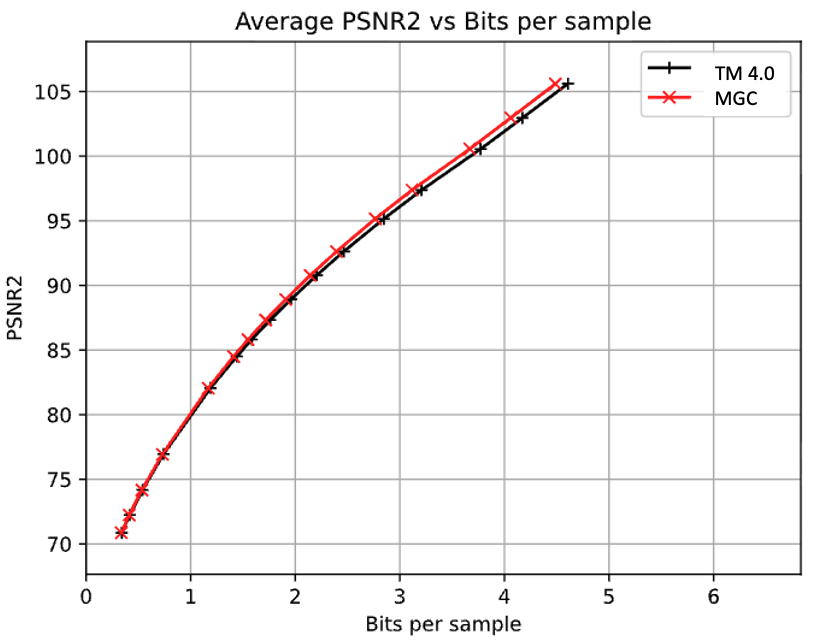 Average PSNR2 vs Bits per sample
TM 4.0
MGC
105
100
95
90
85
80
75
70
PSNR2
0 1 2 3 4 5 6
Bits per sample